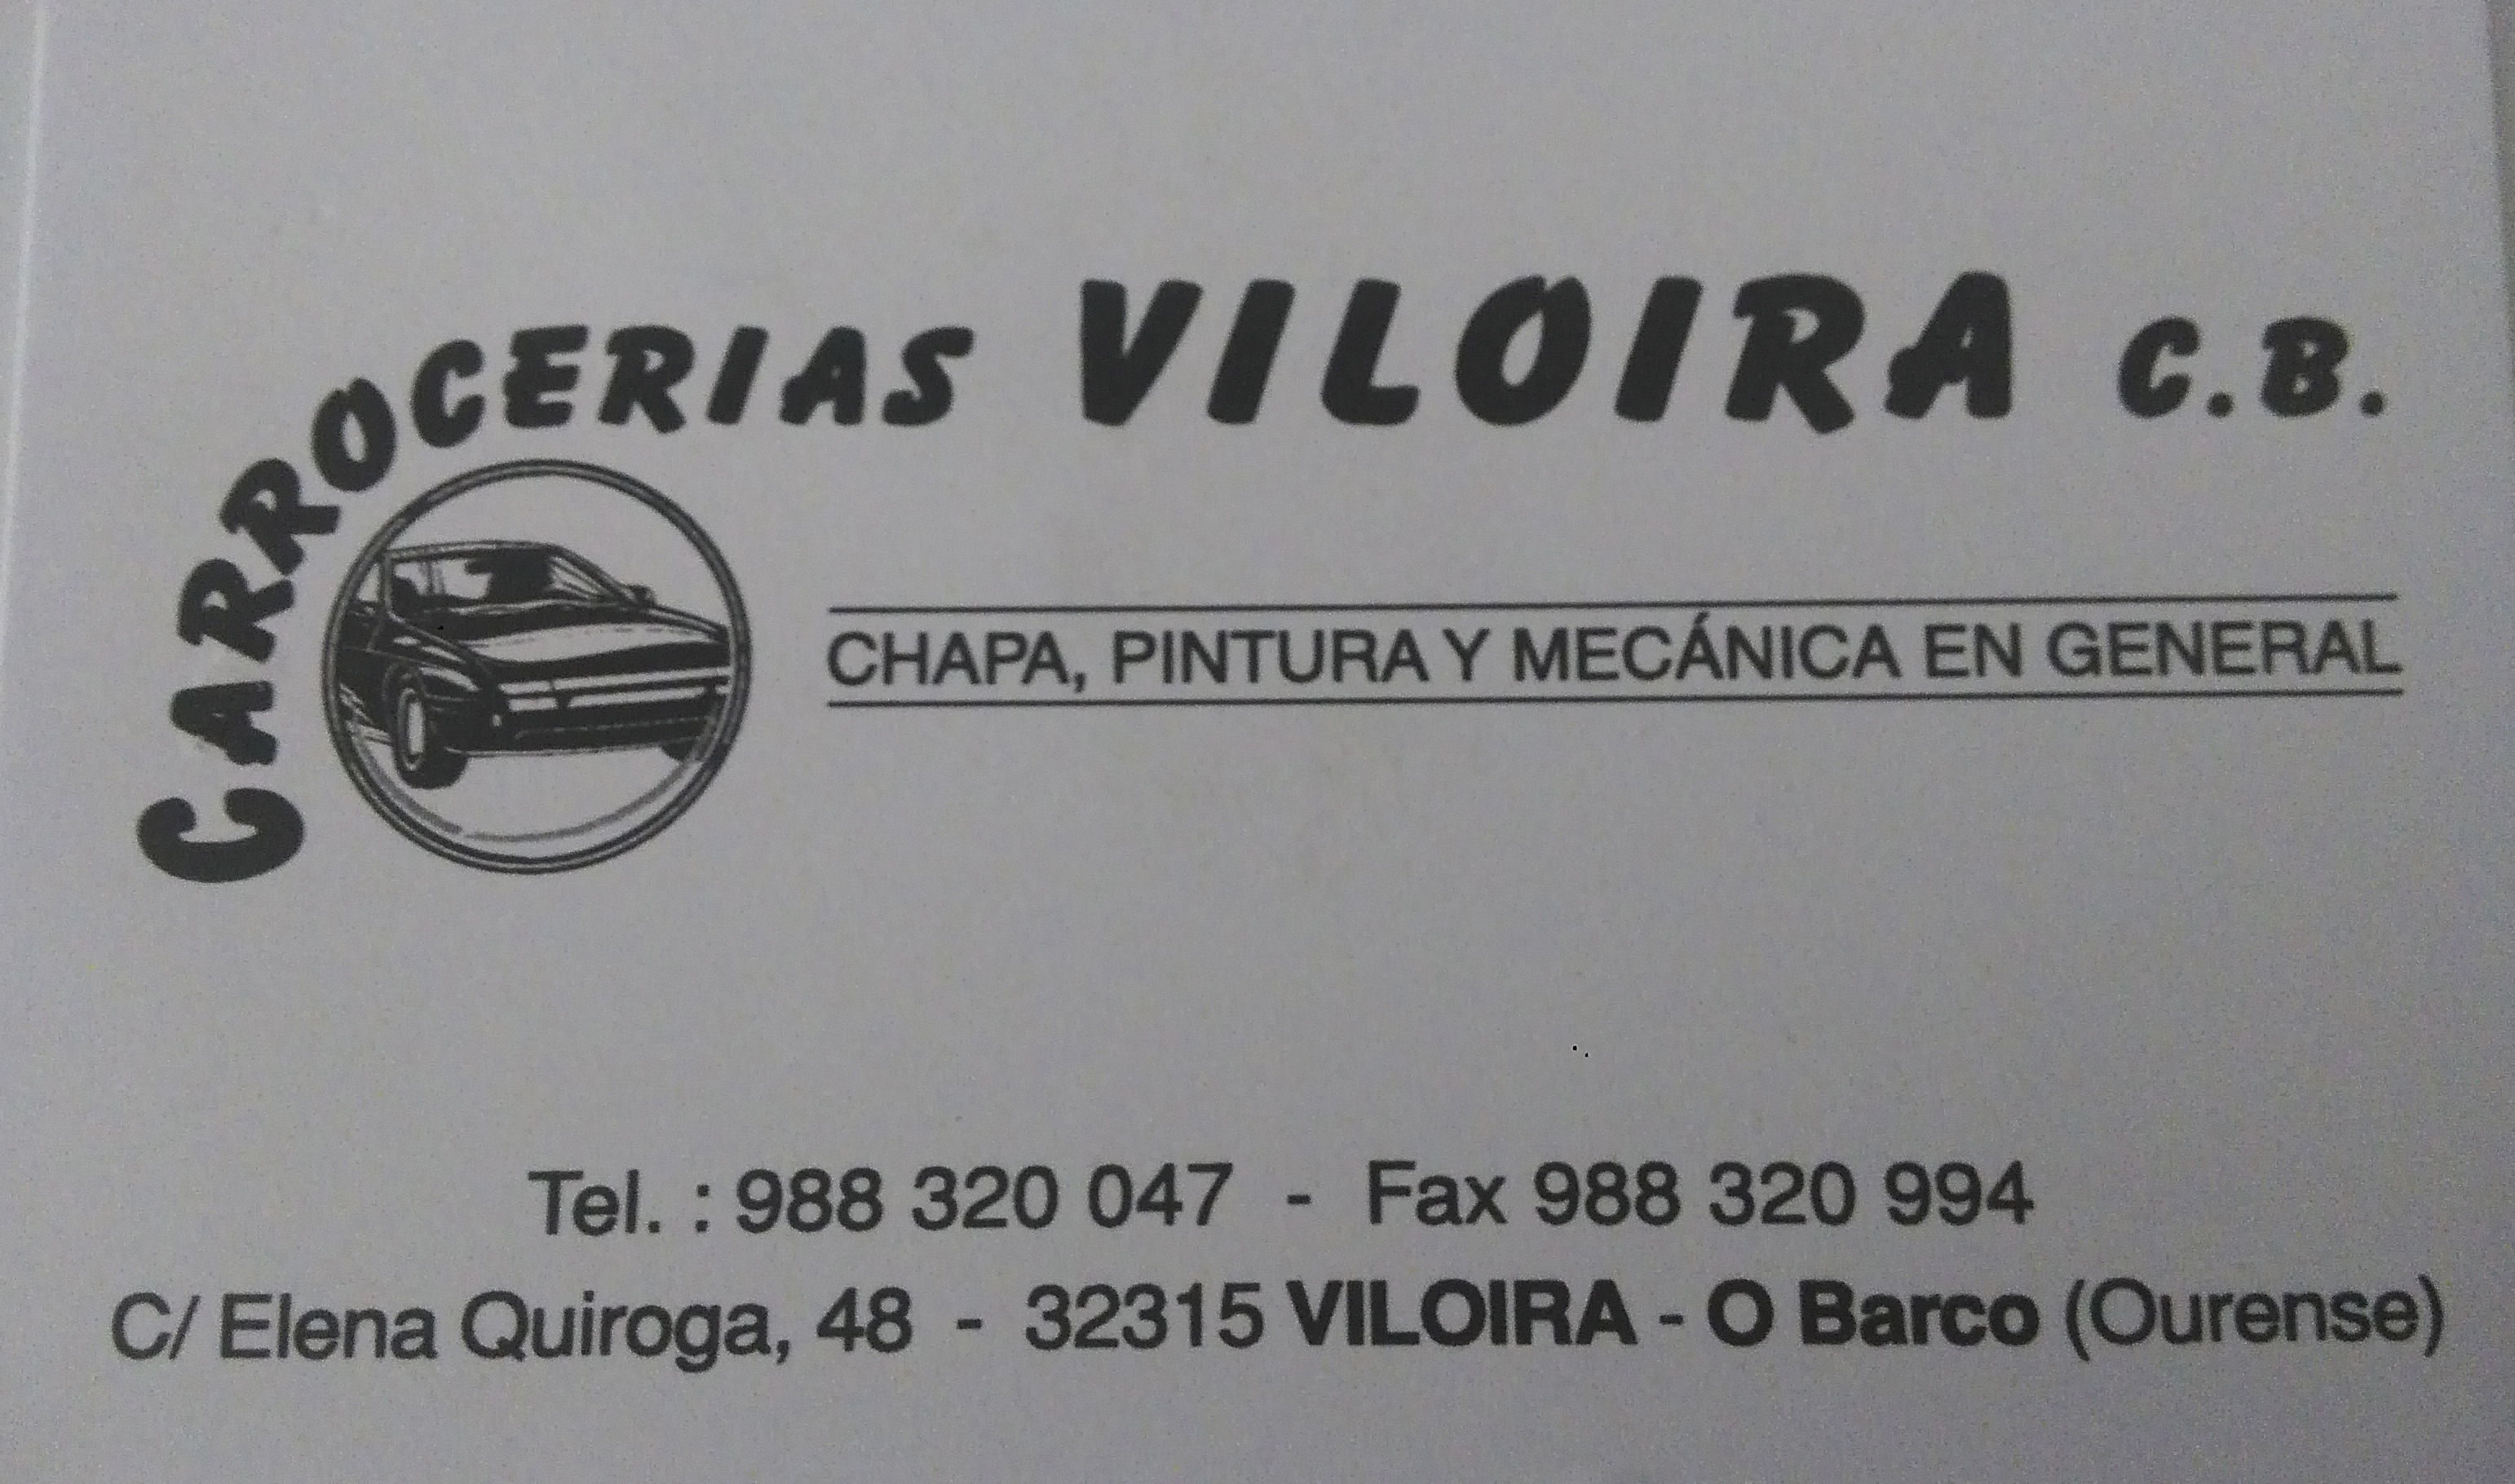 CARROCERIAS VILOIRA C.B.
CHAPA, PINTURA Y MECÁNICA EN GENERAL
Tel. : 988 320 047 - Fax 988 320 994
C/ Elena Quiroga, 48 - 32315 VILOIRA - O Barco (Ourense)